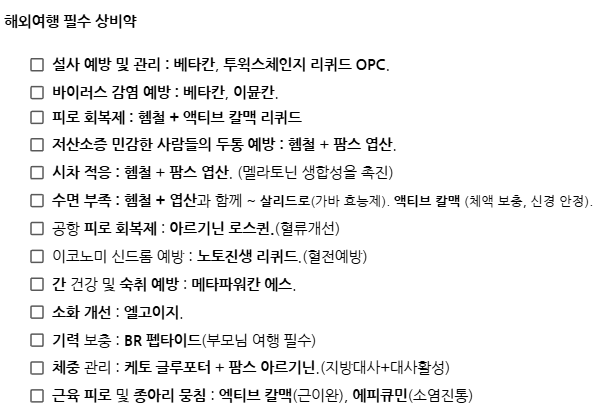 해외여행 필수 상비약
□ 설사 예방 및 관리 : 베타칸, 투윅스체인지 리퀴드 OPC.
□ 바이러스 감염 예방 : 베타칸, 이뮨칸.
□ 피로 회복제 : 헴철 + 액티브 칼맥 리퀴드
□ 저산소증 민감한 사람들의 두통 예방 : 헴철 + 팜스 엽산.
□ 시차 적응 : 헴철 + 팜스 엽산. (멜라토닌 생합성을 촉진)
□ 수면 부족 : 헴철 + 엽산과 함께 ~ 살리드로(가바 효능제). 액티브 칼맥 (체액 보충, 신경 안정).
□ 공항 피로 회복제 : 아르기닌 로스퀸.(혈류개선)
□ 이코노미 신드롬 예방 : 노토진생 리퀴드.(혈전예방)
□ 간 건강 및 숙취 예방 : 메타파워칸 에스.
□ 소화 개선 : 엘고이지.
□ 기력 보충 : BR 펩타이드(부모님 여행 필수)
□ 체중 관리 : 케토 글루포터 + 팜스 아르기닌.(지방대사+대사활성)
□ 근육 피로 및 종아리 뭉침 : 엑티브 칼맥(근이완), 에피큐민(소염진통)